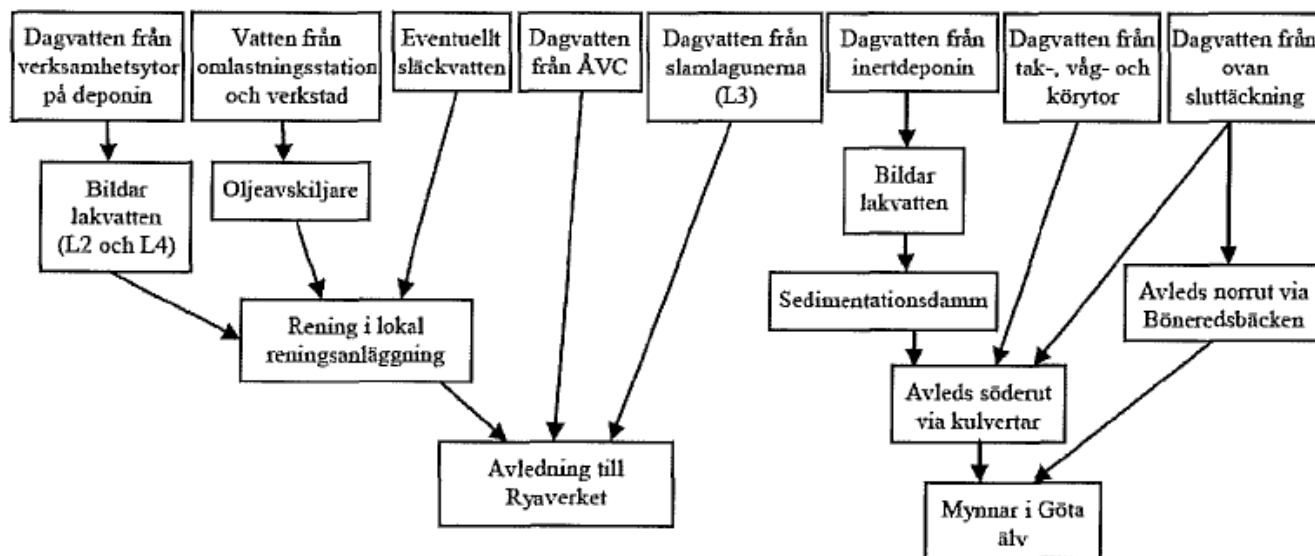 Dagvatten från
verksamhetsytor
på deponin
Vatten från
omlastningsstation
och verkstad
Eventuellt
släckvatten
Dagvatten
från ÅVC
Dagvatten från
slamlagunerna
(L3)
Dagvatten från
inertdeponin
Dagvatten från
tak-, våg- och
körytor
Dagvatten från
ovan
sluttäckning
Bildar
lakvatten
(L2 och L4)
Oljeavskiljare
Bildar
lakvatten
Sedimentationsdamm
Avleds norrut via
Böneredsbäcken
Rening i lokal
reningsanläggning
Avleds söderut
via kulvertar
Avledning till
Ryaverket
Mynnar i Göta
älv